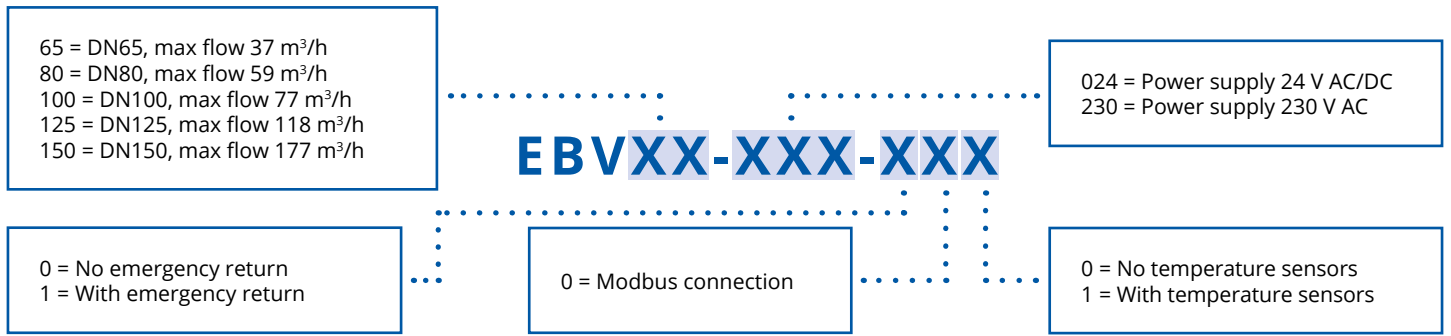 65 = DN65, max flow 37 m³/h
80 = DN80, max flow 59 m³/h
100 = DN100, max flow 77 m³/h
125 = DN125, max flow 118 m³/h
150 = DN150, max flow 177 m³/h
024 = Power supply 24 V AC/DC
230 = Power supply 230 V AC
EBVXX-XXX-XXX
0 = No emergency return
1 = With emergency return
0 = Modbus connection
0 = No temperature sensors
1 = With temperature sensors